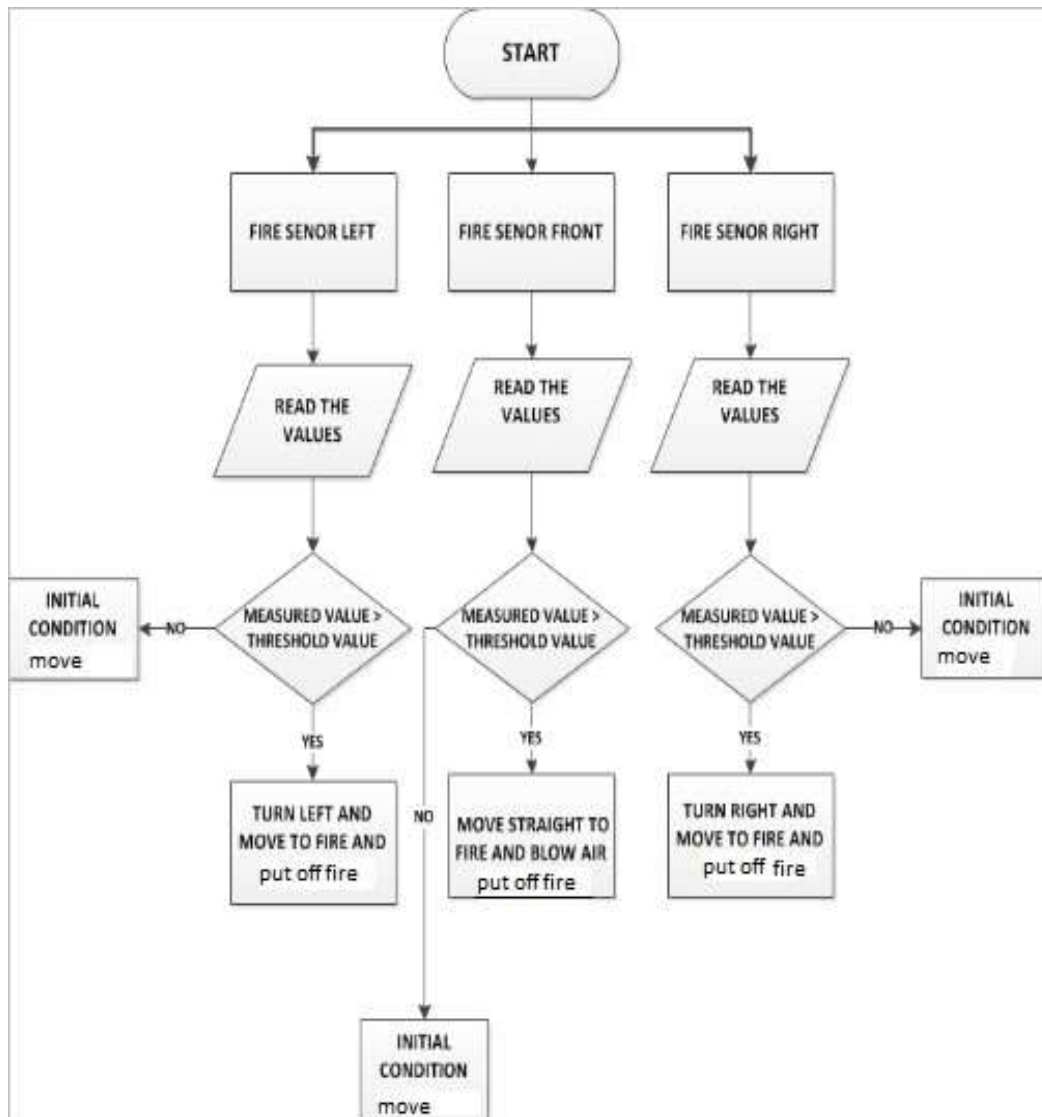 START
FIRE SENOR LEFT
FIRE SENOR FRONT
FIRE SENOR RIGHT
READ THE
VALUES
READ THE
VALUES
READ THE
VALUES
INITIAL
CONDITION
move
NO
MEASURED VALUE >
THRESHOLD VALUE
MEASURED VALUE >
THRESHOLD VALUE
MEASURED VALUE >
THRESHOLD VALUE
NO
INITIAL
CONDITION
move
YES
YES
YES
TURN LEFT AND
MOVE TO FIRE AND
put off fire
NO
MOVE STRAIGHT TO
FIRE AND BLOW AIR
put off fire
TURN RIGHT AND
MOVE TO FIRE AND
put off fire
INITIAL
CONDITION
move